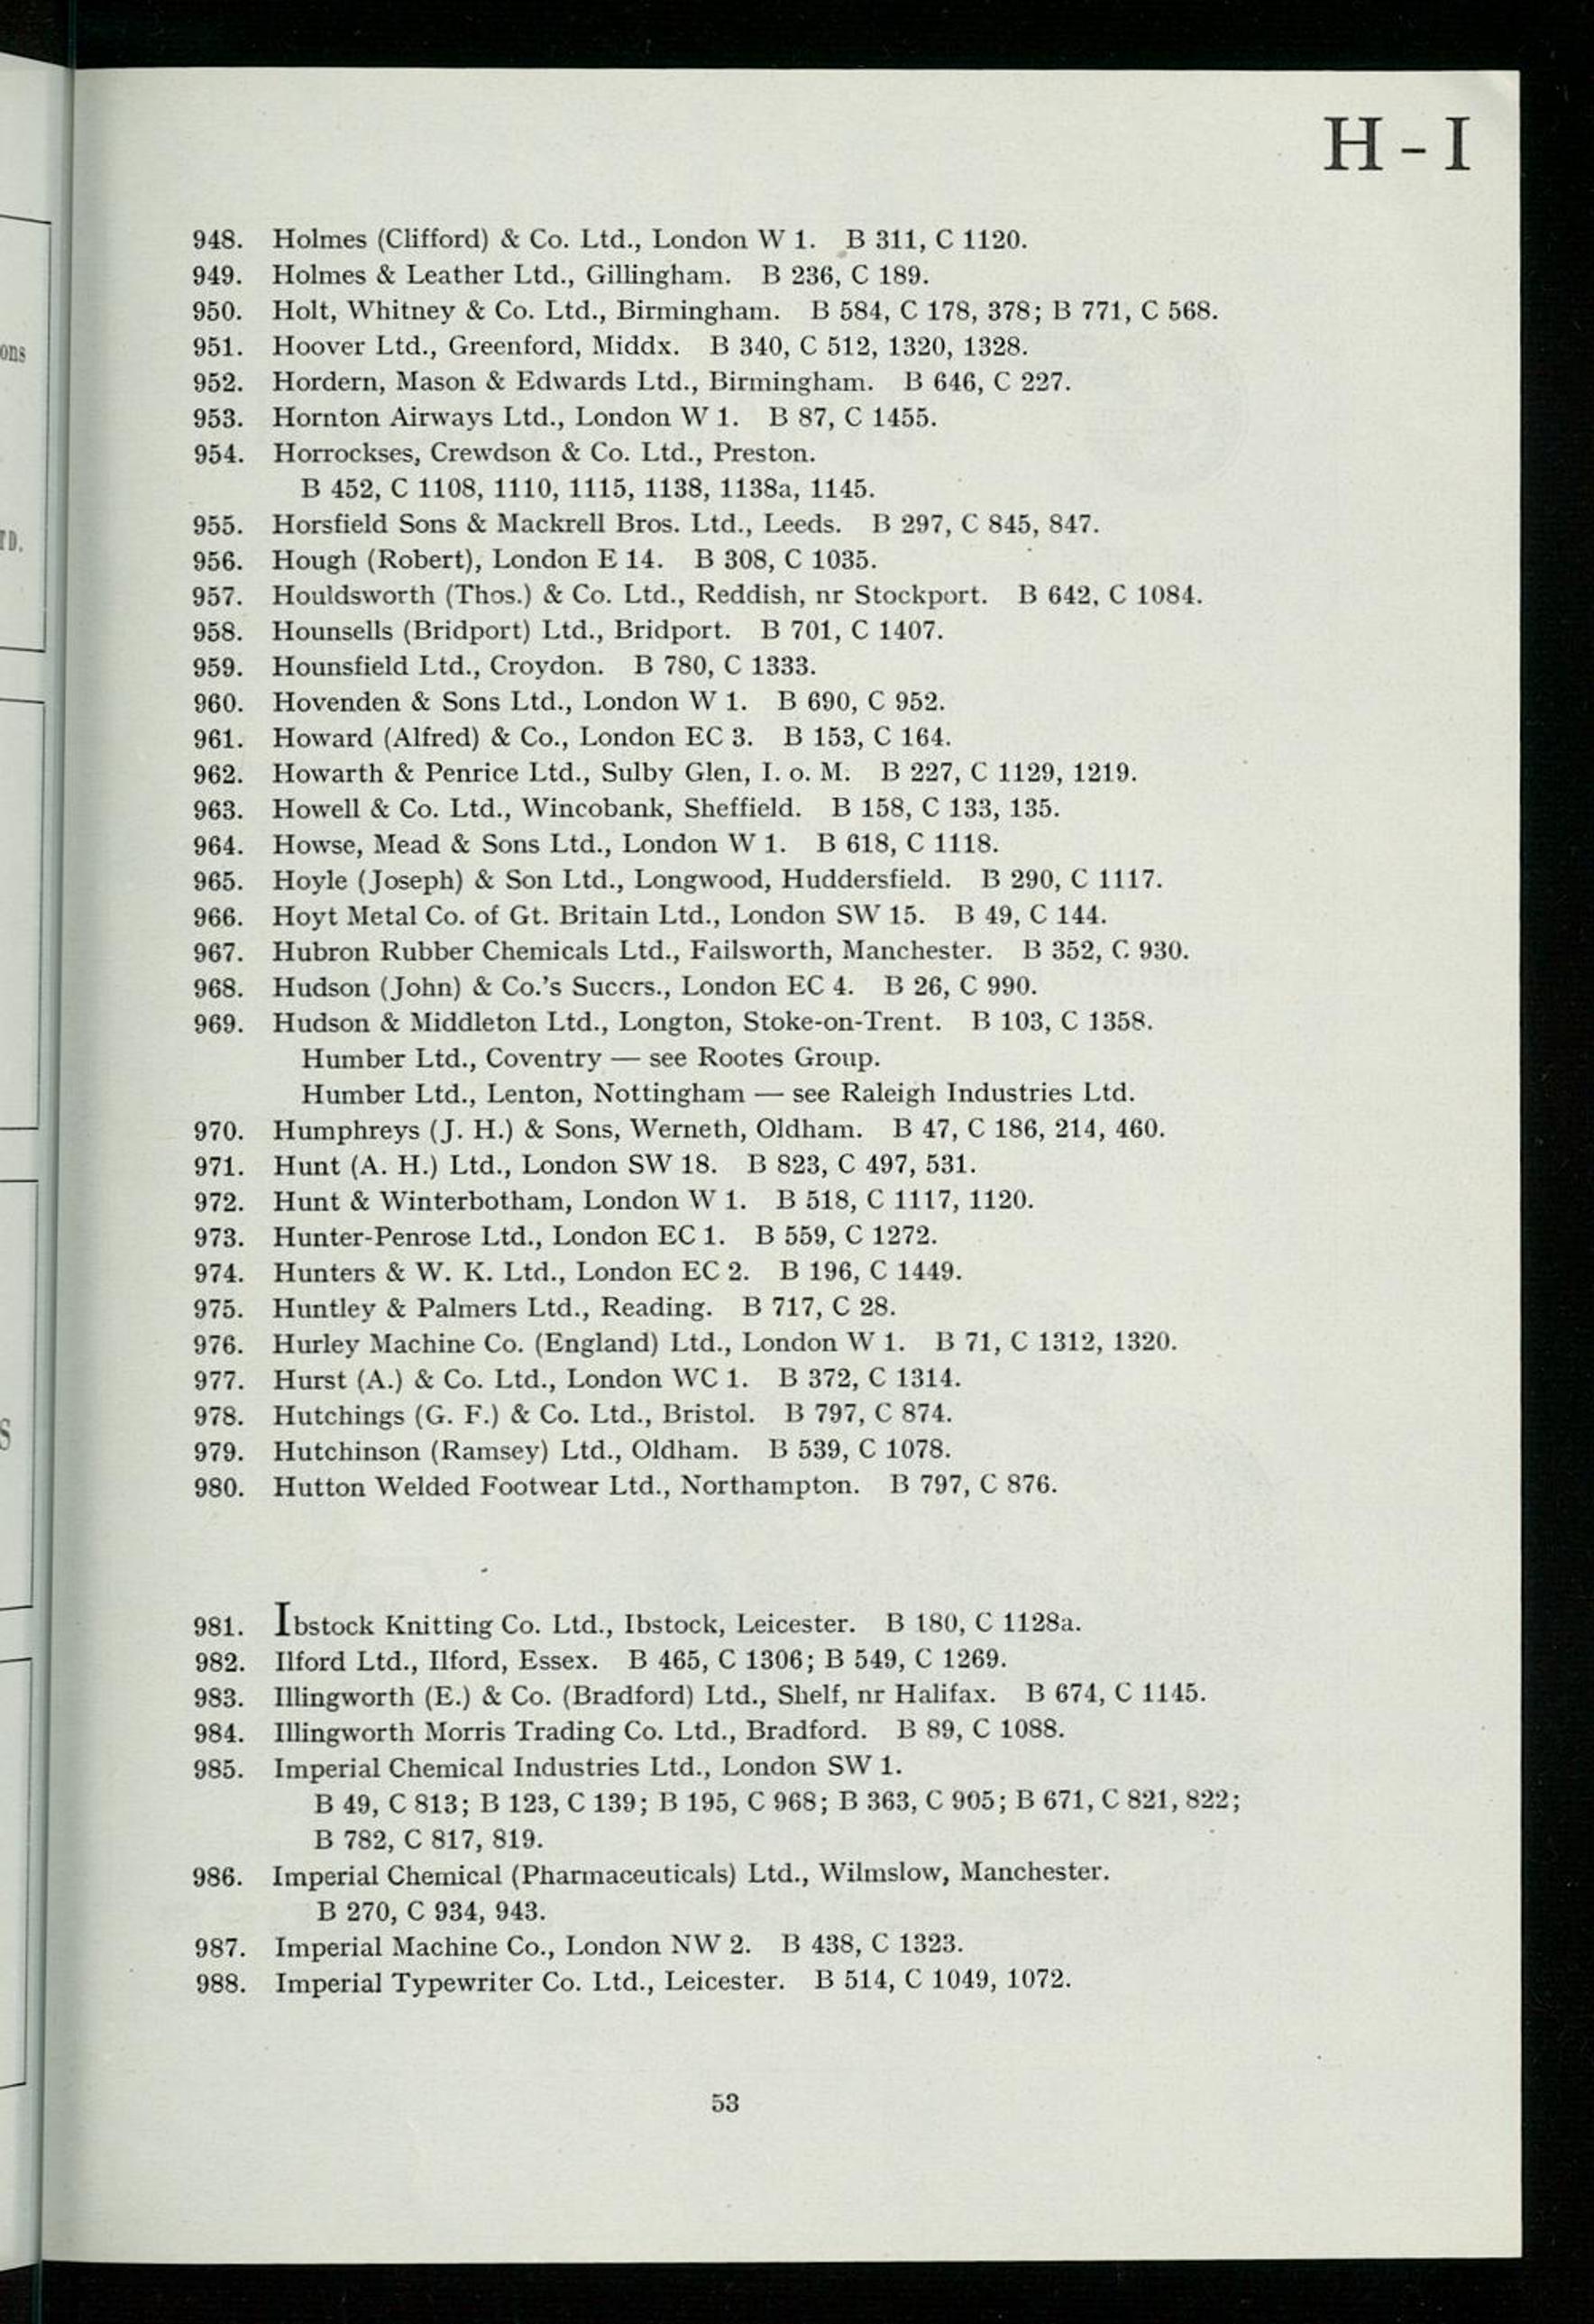 H - I
948. Holmes (Clifford) & Co. Ltd., London W 1. B 311, C 1120.
949. Holmes & Leather Ltd., Gillingham. B 236, C 189.
950. Holt, Whitney & Co. Ltd., Birmingham. B 584, C 178, 378; B 771, C 568.
951. Hoover Ltd., Greenford, Middx. B 340, C 512, 1320, 1328.
952. Hordern, Mason & Edwards Ltd., Birmingham. B 646, C 227.
953. Hornton Airways Ltd., London W 1. B 87, C 1455.
954. Horrockses, Crewdson & Co. Ltd., Preston.
B 452, C 1108, 1110, 1115, 1138, 1138a, 1145.
955. Horsfield Sons & Mackrell Bros. Ltd., Leeds. B 297, C 845, 847.
956. Hough (Robert), London E 14. B 308, C 1035.
957. Houldsworth (Thos.) & Co. Ltd., Reddish, nr Stockport. B 642, C 1084.
958. Hounsells (Bridport) Ltd., Bridport. B 701, C 1407.
959. Hounsfield Ltd., Croydon. B 780, C 1333.
960. Hovenden & Sons Ltd., London W 1. B 690, C 952.
961. Howard (Alfred) & Co., London EC 3. B 153, C 164.
962. Howarth & Penrice Ltd., Sulby Glen, I. o. M. B 227, C 1129, 1219.
963. Howell & Co. Ltd., Wincobank, Sheffield. B 158, C 133, 135.
964. Howse, Mead & Sons Ltd., London W 1. B 618, C 1118.
965. Hoyle (Joseph) & Son Ltd., Longwood, Huddersfield. B 290, C 1117.
966. Hoyt Metal Co. of Gt. Britain Ltd., London SW 15. B 49, C 144.
967. Hubron Rubber Chemicals Ltd., Failsworth, Manchester. B 352, C 930.
968. Hudson (John) & Co.'s Succrs., London EC 4. B 26, C 990.
969. Hudson & Middleton Ltd., Longton, Stoke-on-Trent. B 103, C 1358.
Humber Ltd., Coventry — see Rootes Group.
Humber Ltd., Lenton, Nottingham — see Raleigh Industries Ltd.
970. Humphreys (J. H.) & Sons, Werneth, Oldham. B 47, C 186, 214, 460.
971. Hunt (A. H.) Ltd., London SW 18. B 823, C 497, 531.
972. Hunt & Winterbotham, London W 1. B 518, C 1117, 1120.
973. Hunter-Penrose Ltd., London EC 1. B 559, C 1272.
974. Hunters & W. K. Ltd., London EC 2. B 196, C 1449.
975. Huntley & Palmers Ltd., Reading. B 717, C 28.
976. Hurley Machine Co. (England) Ltd., London W 1. B 71, C 1312, 1320.
977. Hurst (A.) & Co. Ltd., London WC 1. B 372, C 1314.
978. Hutchings (G. F.) & Co. Ltd., Bristol. B 797, C 874.
979. Hutchinson (Ramsey) Ltd., Oldham. B 539, C 1078.
980. Hutton Welded Footwear Ltd., Northampton. B 797, C 876.
981. Ibstock Knitting Co. Ltd., Ibstock, Leicester. B 180, C 1128a.
982. Ilford Ltd., Ilford, Essex. B 465, C 1306; B 549, C 1269.
983. Illingworth (E.) & Co. (Bradford) Ltd., Shelf, nr Halifax. B 674, C 1145.
984. Illingworth Morris Trading Co. Ltd., Bradford. B 89, C 1088.
985. Imperial Chemical Industries Ltd., London SW 1.
B 49, C 813; B 123, C 139; B 195, C 968; B 363, C 905; B 671, C 821, 822;
B 782, C 817, 819.
986. Imperial Chemical (Pharmaceuticals) Ltd., Wilmslow, Manchester.
B 270, C 934, 943.
987. Imperial Machine Co., London NW 2. B 438, C 1323.
988. Imperial Typewriter Co. Ltd., Leicester. B 514, C 1049, 1072.
53